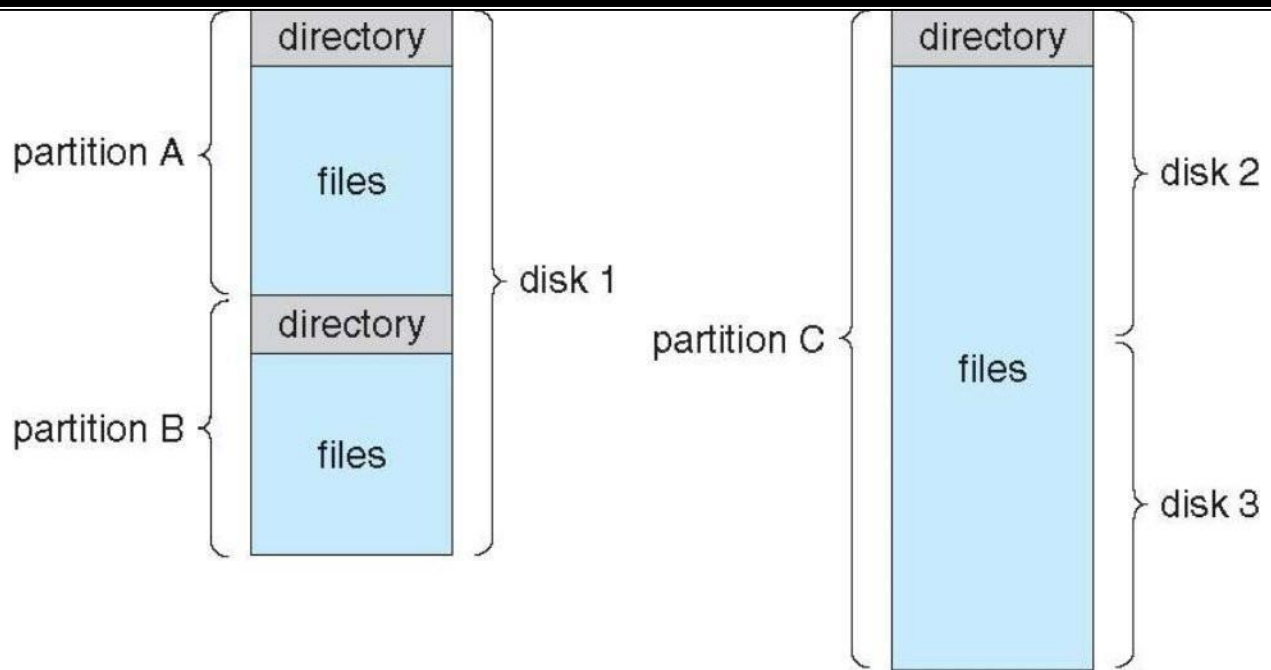 directory
partition A
files
disk 1
directory
partition B
files
directory
disk 2
partition C
files
disk 3